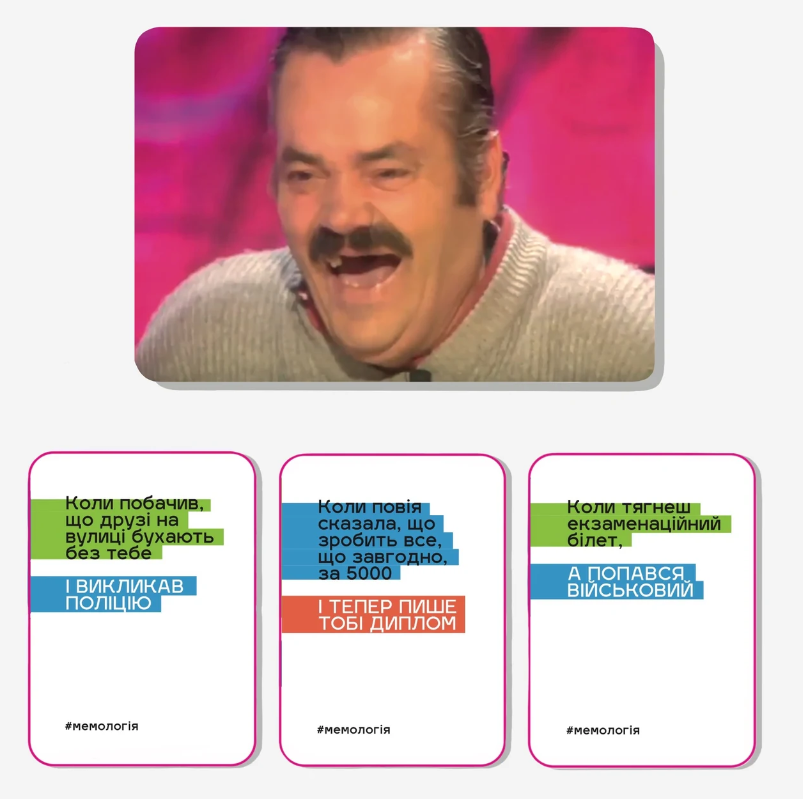 Коли побачив,
що друзі на
вулиці бухають
без тебе
І ВИКЛИКАВ
ПОЛІЦІЮ
#мемологія
Коли повія
сказала, що
зробить все,
що завгодно,
за 5000
І ТЕПЕР ПИШЕ
ТОБІ ДИПЛОМ
#мемологія
Коли тягнеш
екзаменаційний
білет,
А ПОПАВСЯ
ВІЙСЬКОВИЙ
#мемологія